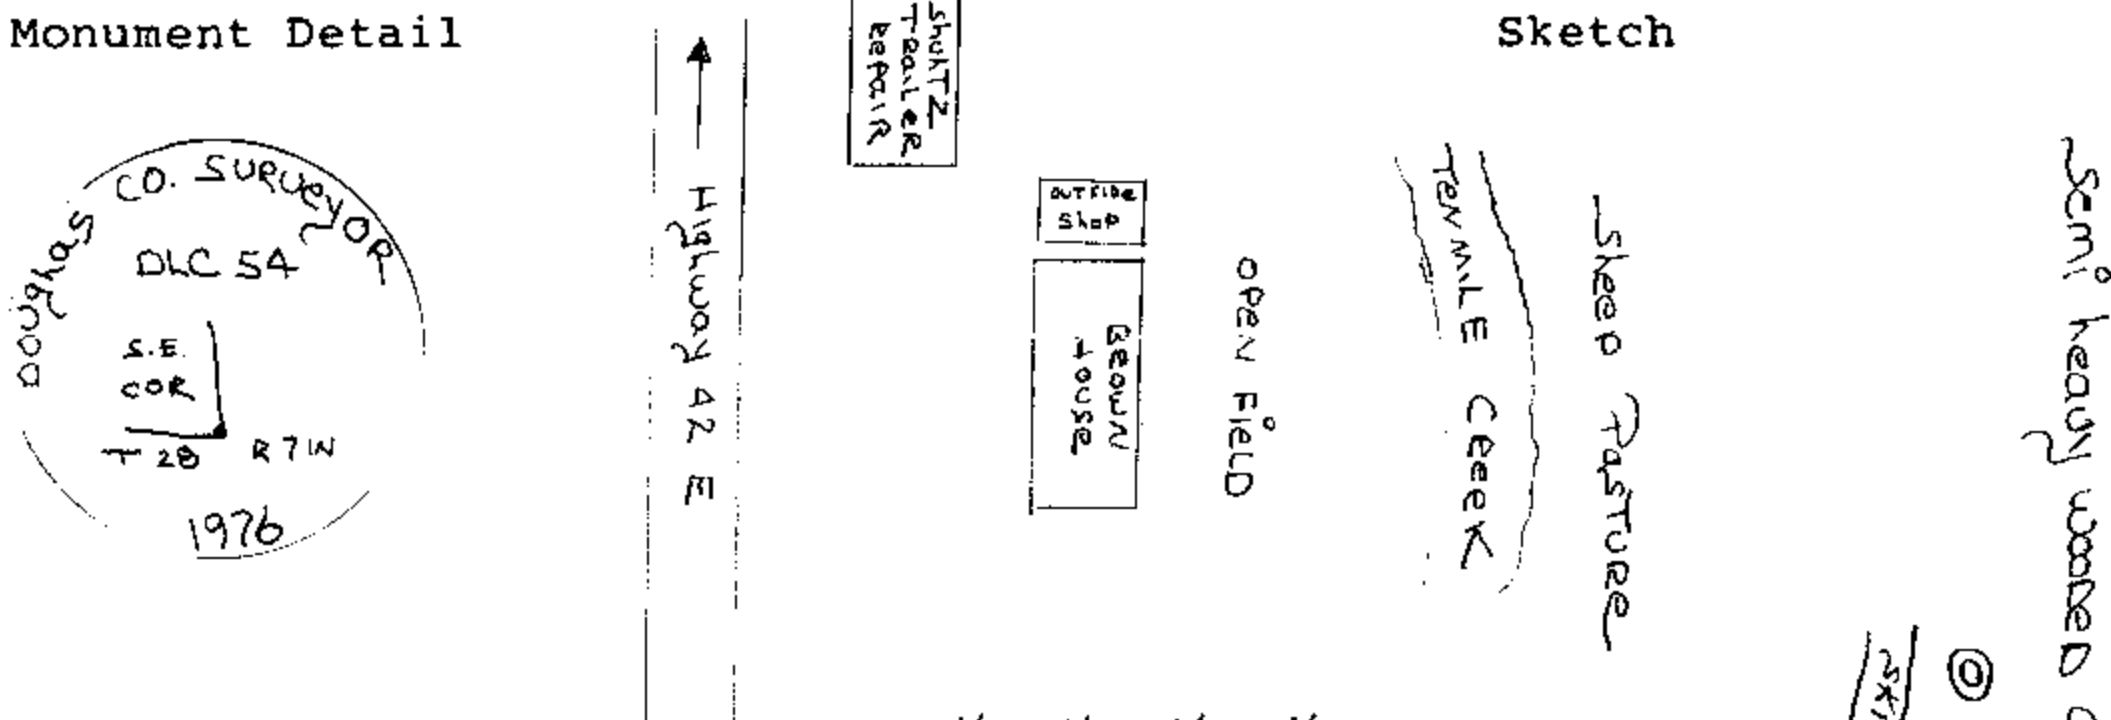 Monument Detail
Sketch
DOUGLAS CO. SURVEYOR
DLC 54
S.E.
COR
T 28 R 7 W
1976
Highway 42 E
ShulTZ
TRAILER
REPAIR
OUTSIDE
Shop
BROWN
HOUSE
OPEN FIELD
TEN MILE CREEK
Sheep PASTURE
Semi heavy WOODED